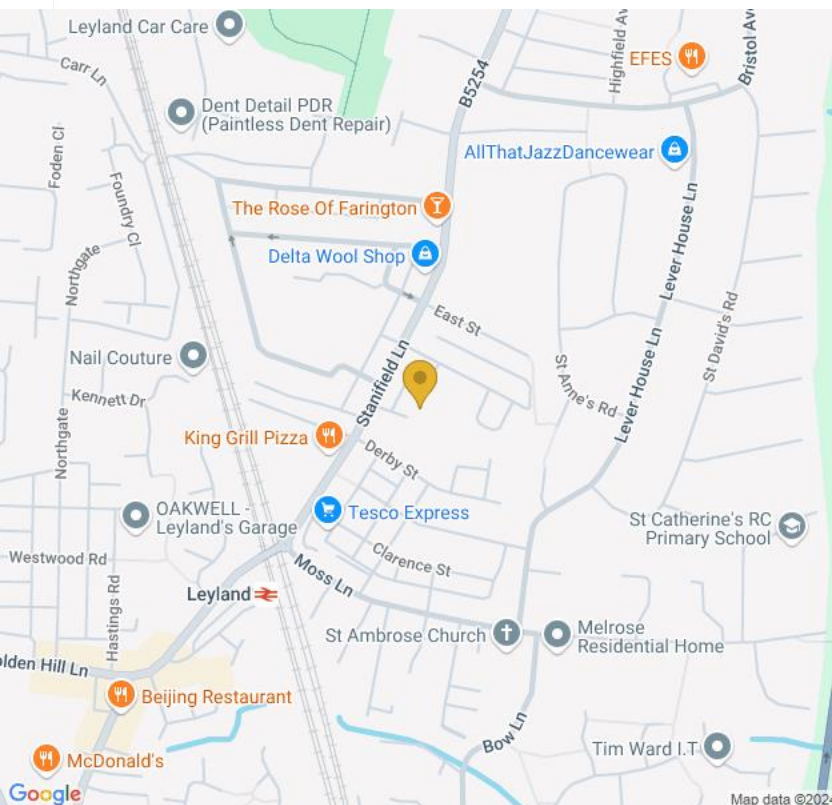 Leyland Car Care
Carr Ln
Highfield Av
EFES
Bristol Av
B5254
Dent Detail PDR
(Paintless Dent Repair)
Foden Cl
AllThatJazzDancewear
Foundry Cl
The Rose Of Farington
Delta Wool Shop
Northgate
Lever House Ln
East St
St David's Rd
Nail Couture
Stanifield Ln
St Anne's Rd
Lever House Ln
Kennett Dr
Northgate
King Grill Pizza
Derby St
OAKWELL -
Leyland's Garage
Tesco Express
St Catherine's RC
Primary School
Westwood Rd
Clarence St
Hastings Rd
Leyland
Moss Ln
St Ambrose Church
Melrose
Residential Home
olden Hill Ln
Beijing Restaurant
Bow Ln
Tim Ward I.T
McDonald's
Google
Map data ©2024